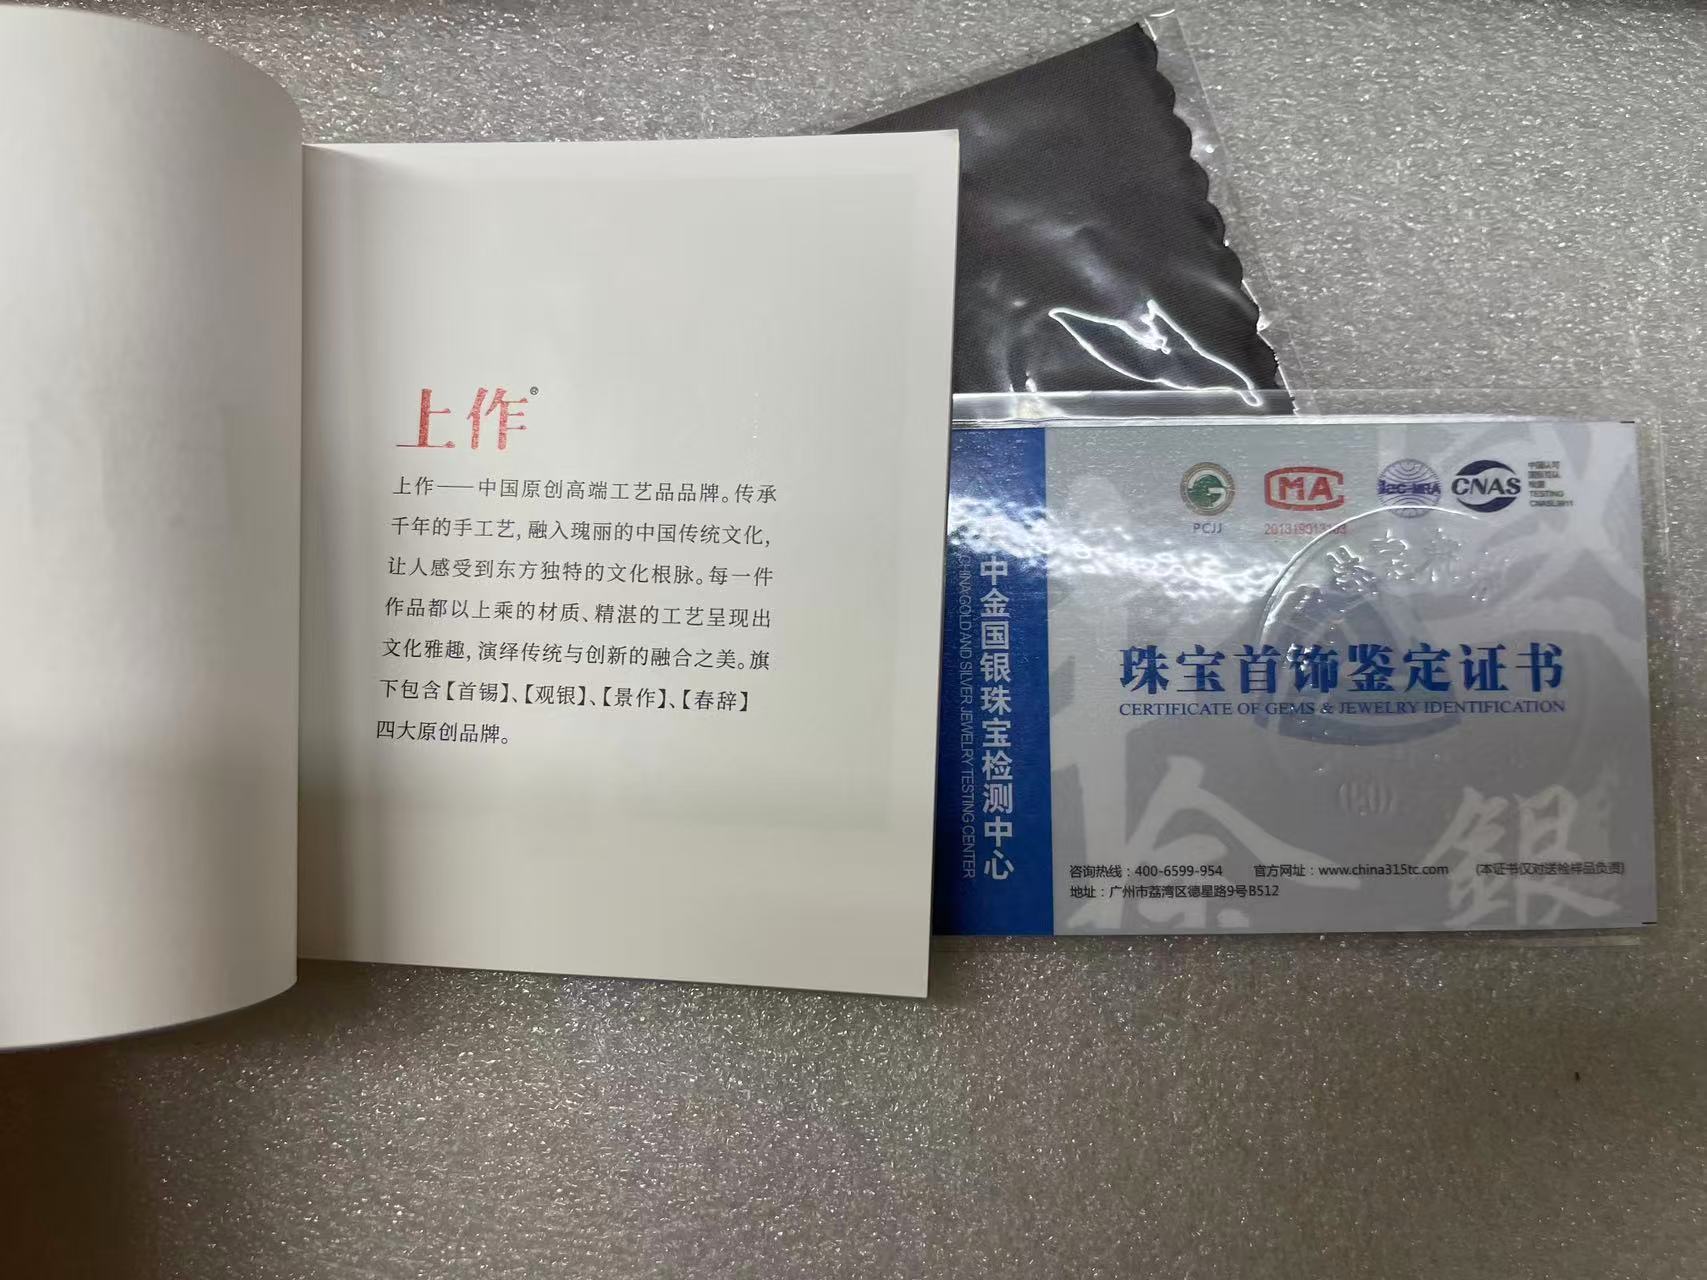 上作®
上作——中国原创高端工艺品品牌。传承
千年的手工艺,融入瑰丽的中国传统文化,
让人感受到东方独特的文化根脉。每一件
作品都以上乘的材质、精湛的工艺呈现出
文化雅趣,演绎传统与创新的融合之美。旗
下包含【首锡】、【观银】、【景作】、【春辞】
四大原创品牌。
中金国银珠宝检测中心
CHINAGOLD AND SILVER JEWELRY TESTING CENTER
PCJJ
MA
ilac-MRA
CNAS
TESTING
珠宝首饰鉴定证书
CERTIFICATE OF GEMS & JEWELRY IDENTIFICATION
银
咨询热线:400-6599-954 官方网址:www.china315tc.com (本证书仅对送检样品负责)
地址:广州市荔湾区德星路9号B512